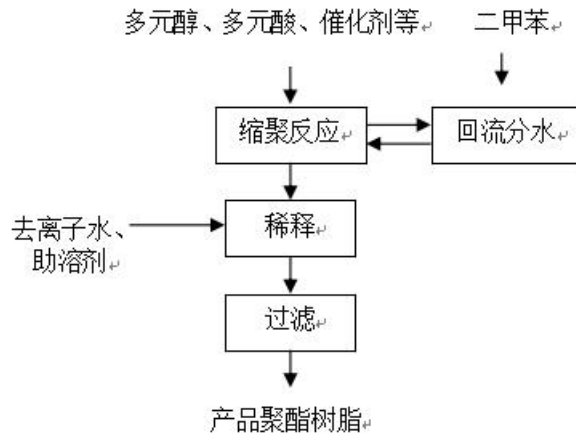 多元醇、多元酸、催化剂等
二甲苯
缩聚反应
回流分水
去离子水、
助溶剂
稀释
过滤
产品聚酯树脂